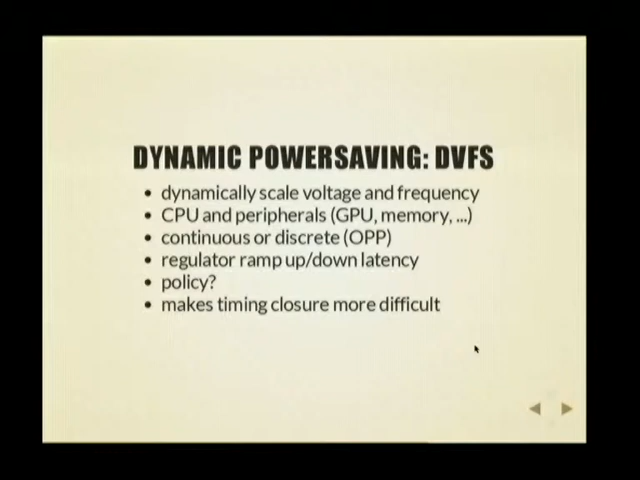 DYNAMIC POWERSAVING: DVFS
• dynamically scale voltage and frequency
• CPU and peripherals (GPU, memory, ...)
• continuous or discrete (OPP)
• regulator ramp up/down latency
• policy?
• makes timing closure more difficult